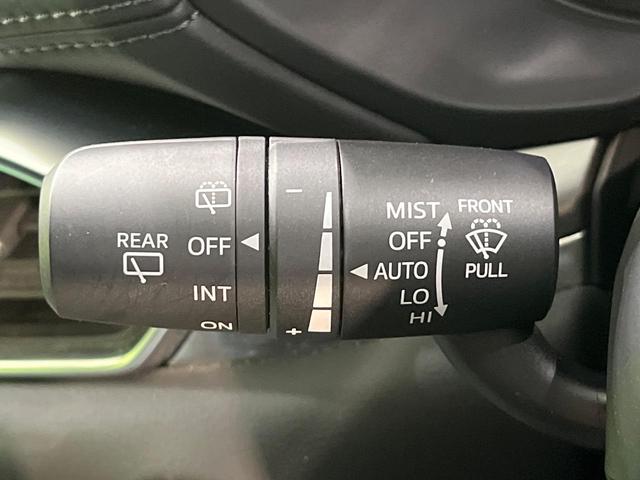 REAR
OFF
INT
ON
−
+
MIST
OFF
AUTO
LO
HI
FRONT
PULL